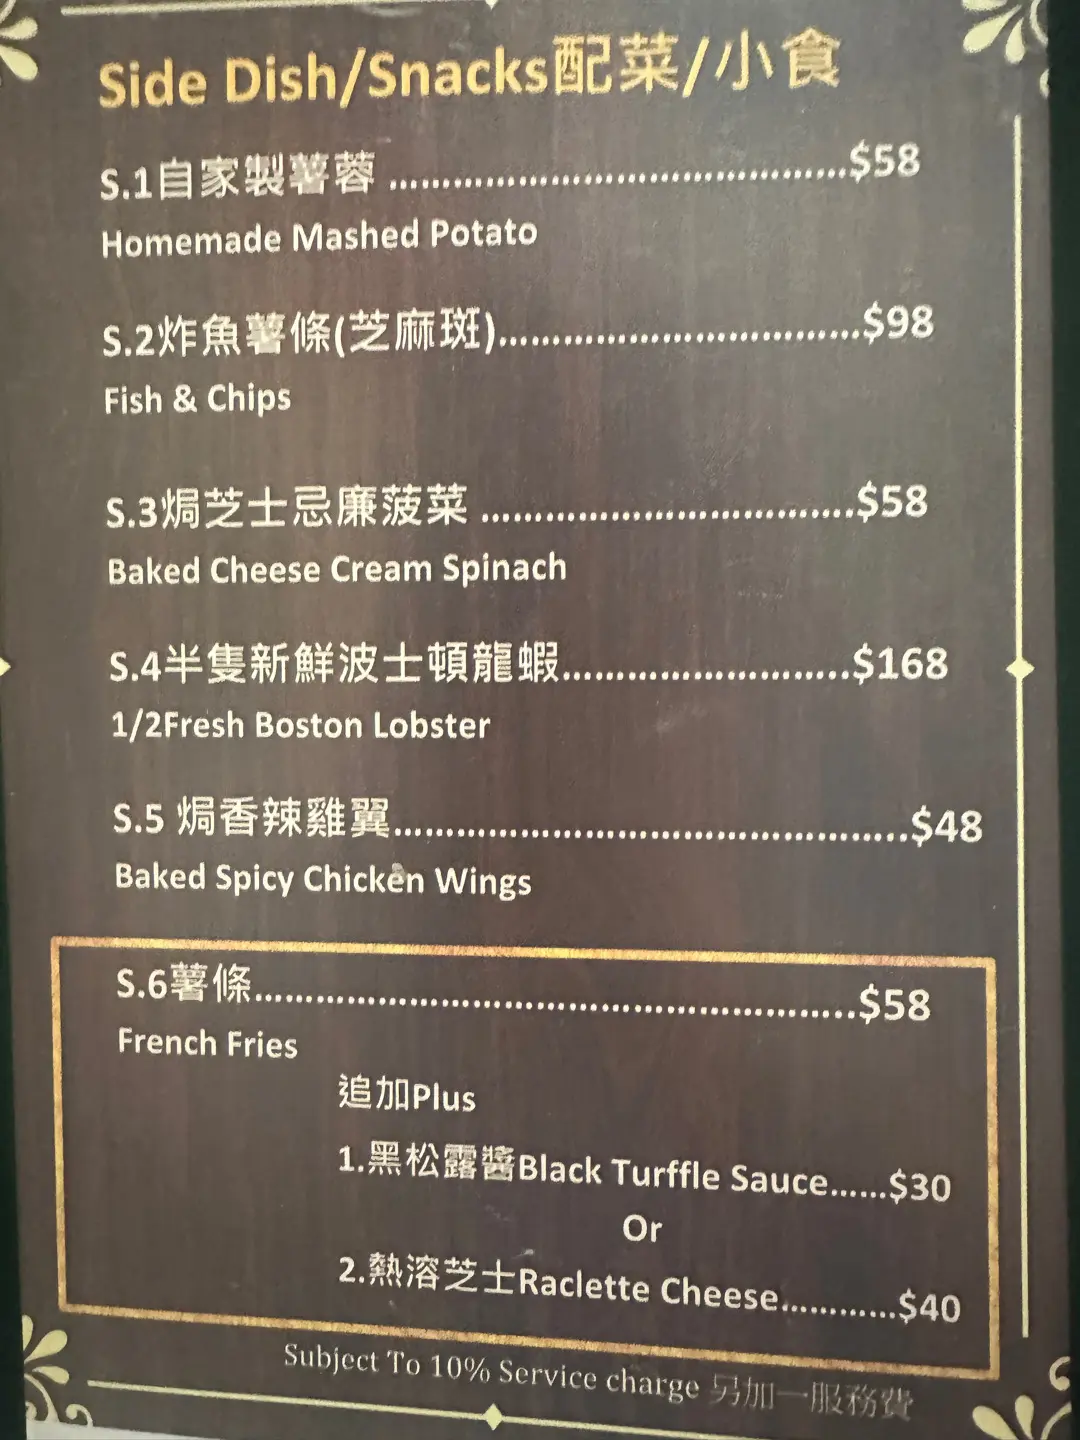 Side Dish/Snacks配菜/小食
S.1自家製薯蓉 ................................................$58
Homemade Mashed Potato
S.2炸魚薯條(芝麻斑)......................................$98
Fish & Chips
S.3焗芝士忌廉菠菜 .......................................$58
Baked Cheese Cream Spinach
S.4半隻新鮮波士頓龍蝦..............................$168
1/2Fresh Boston Lobster
S.5 焗香辣雞翼......................................................$48
Baked Spicy Chicken Wings
S.6薯條...............................................................$58
French Fries
追加Plus
1.黑松露醬Black Turffle Sauce......$30
Or
2.熱溶芝士Raclette Cheese............$40
Subject To 10% Service charge 另加一服務費